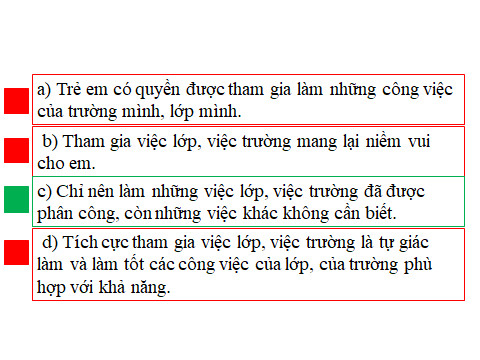 a) Trẻ em có quyền được tham gia làm những công việc
của trường mình, lớp mình.
b) Tham gia việc lớp, việc trường mang lại niềm vui
cho em.
c) Chỉ nên làm những việc lớp, việc trường đã được
phân công, còn những việc khác không cần biết.
d) Tích cực tham gia việc lớp, việc trường là tự giác
làm và làm tốt các công việc của lớp, của trường phù
hợp với khả năng.